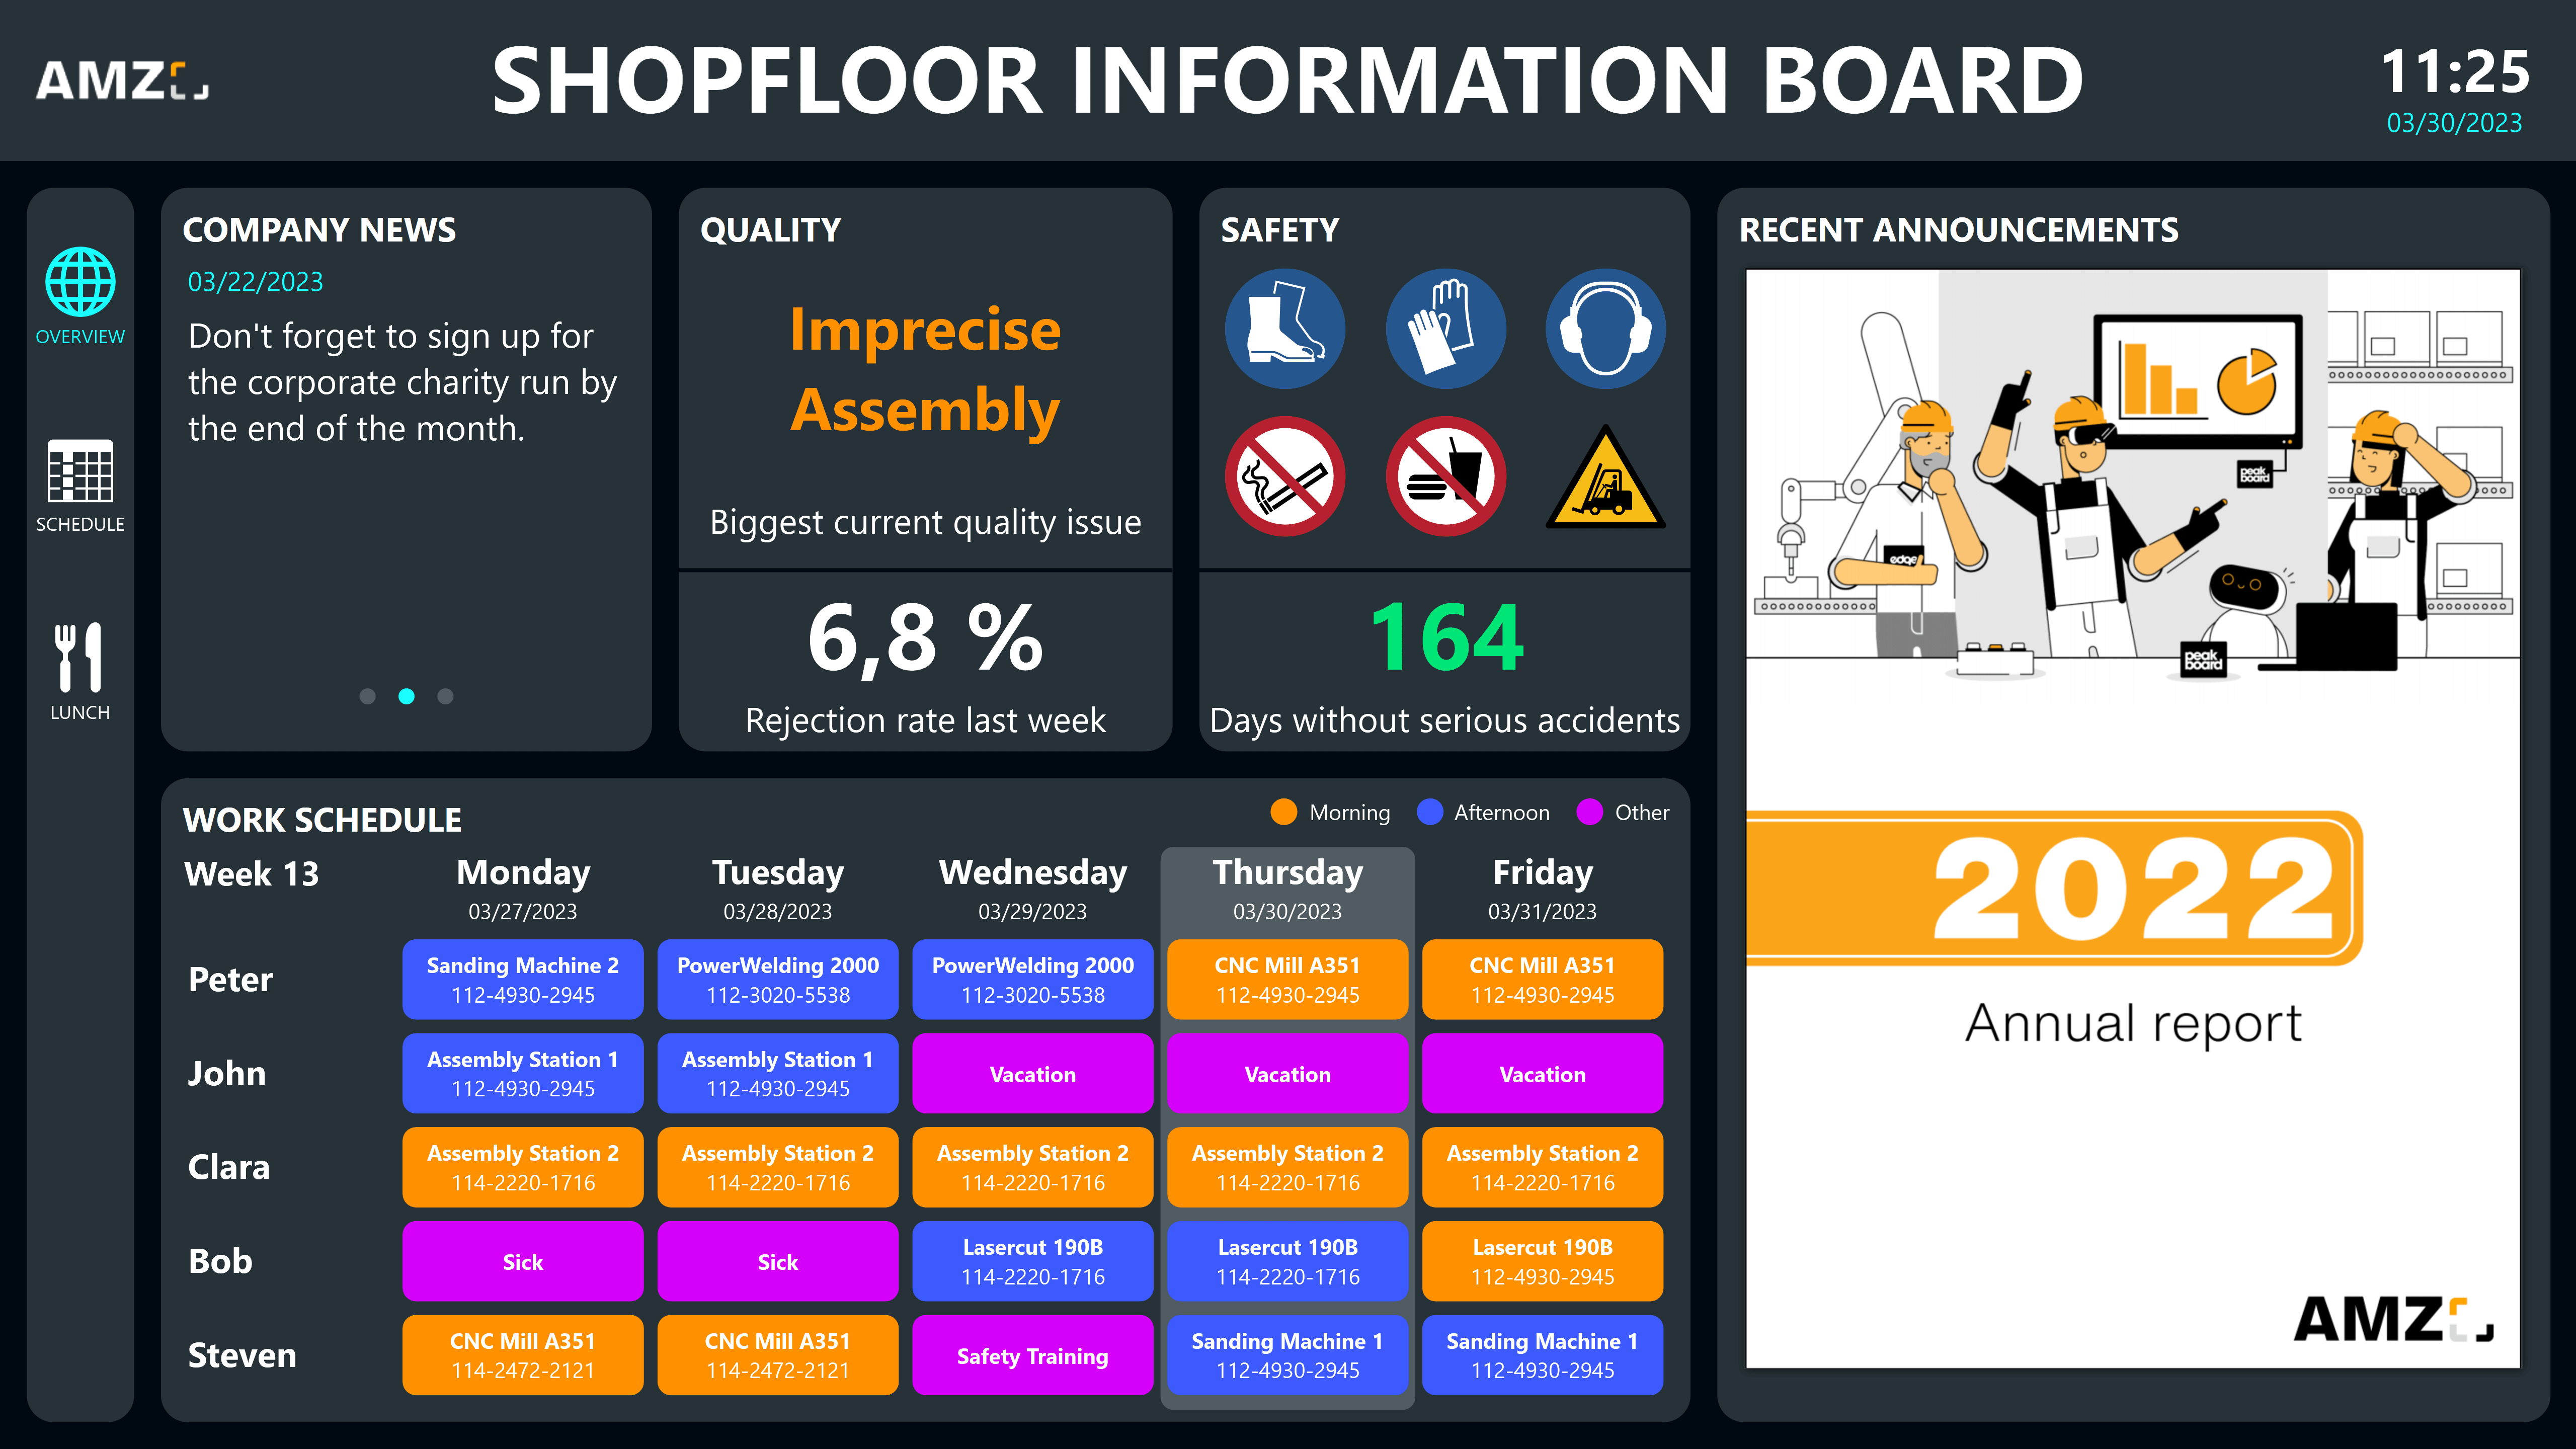 AMZ
SHOPFLOOR INFORMATION BOARD
11:25
03/30/2023
OVERVIEW
SCHEDULE
LUNCH
COMPANY NEWS
03/22/2023
Don't forget to sign up for
the corporate charity run by
the end of the month.
QUALITY
Imprecise
Assembly
Biggest current quality issue
6,8 %
Rejection rate last week
SAFETY
164
Days without serious accidents
RECENT ANNOUNCEMENTS
peak
board
edge!
peak
board
2022
Annual report
AMZ
WORK SCHEDULE
Morning Afternoon Other
Week 13 Monday Tuesday Wednesday Thursday Friday
03/27/2023 03/28/2023 03/29/2023 03/30/2023 03/31/2023
Peter
Sanding Machine 2 PowerWelding 2000 PowerWelding 2000 CNC Mill A351 CNC Mill A351
112-4930-2945 112-3020-5538 112-3020-5538 112-4930-2945 112-4930-2945
John
Assembly Station 1 Assembly Station 1 Vacation Vacation Vacation
112-4930-2945 112-4930-2945
Clara
Assembly Station 2 Assembly Station 2 Assembly Station 2 Assembly Station 2 Assembly Station 2
114-2220-1716 114-2220-1716 114-2220-1716 114-2220-1716 114-2220-1716
Bob
Sick Sick Lasercut 190B Lasercut 190B Lasercut 190B
114-2220-1716 114-2220-1716 112-4930-2945
Steven
CNC Mill A351 CNC Mill A351 Safety Training Sanding Machine 1 Sanding Machine 1
114-2472-2121 114-2472-2121 112-4930-2945 112-4930-2945